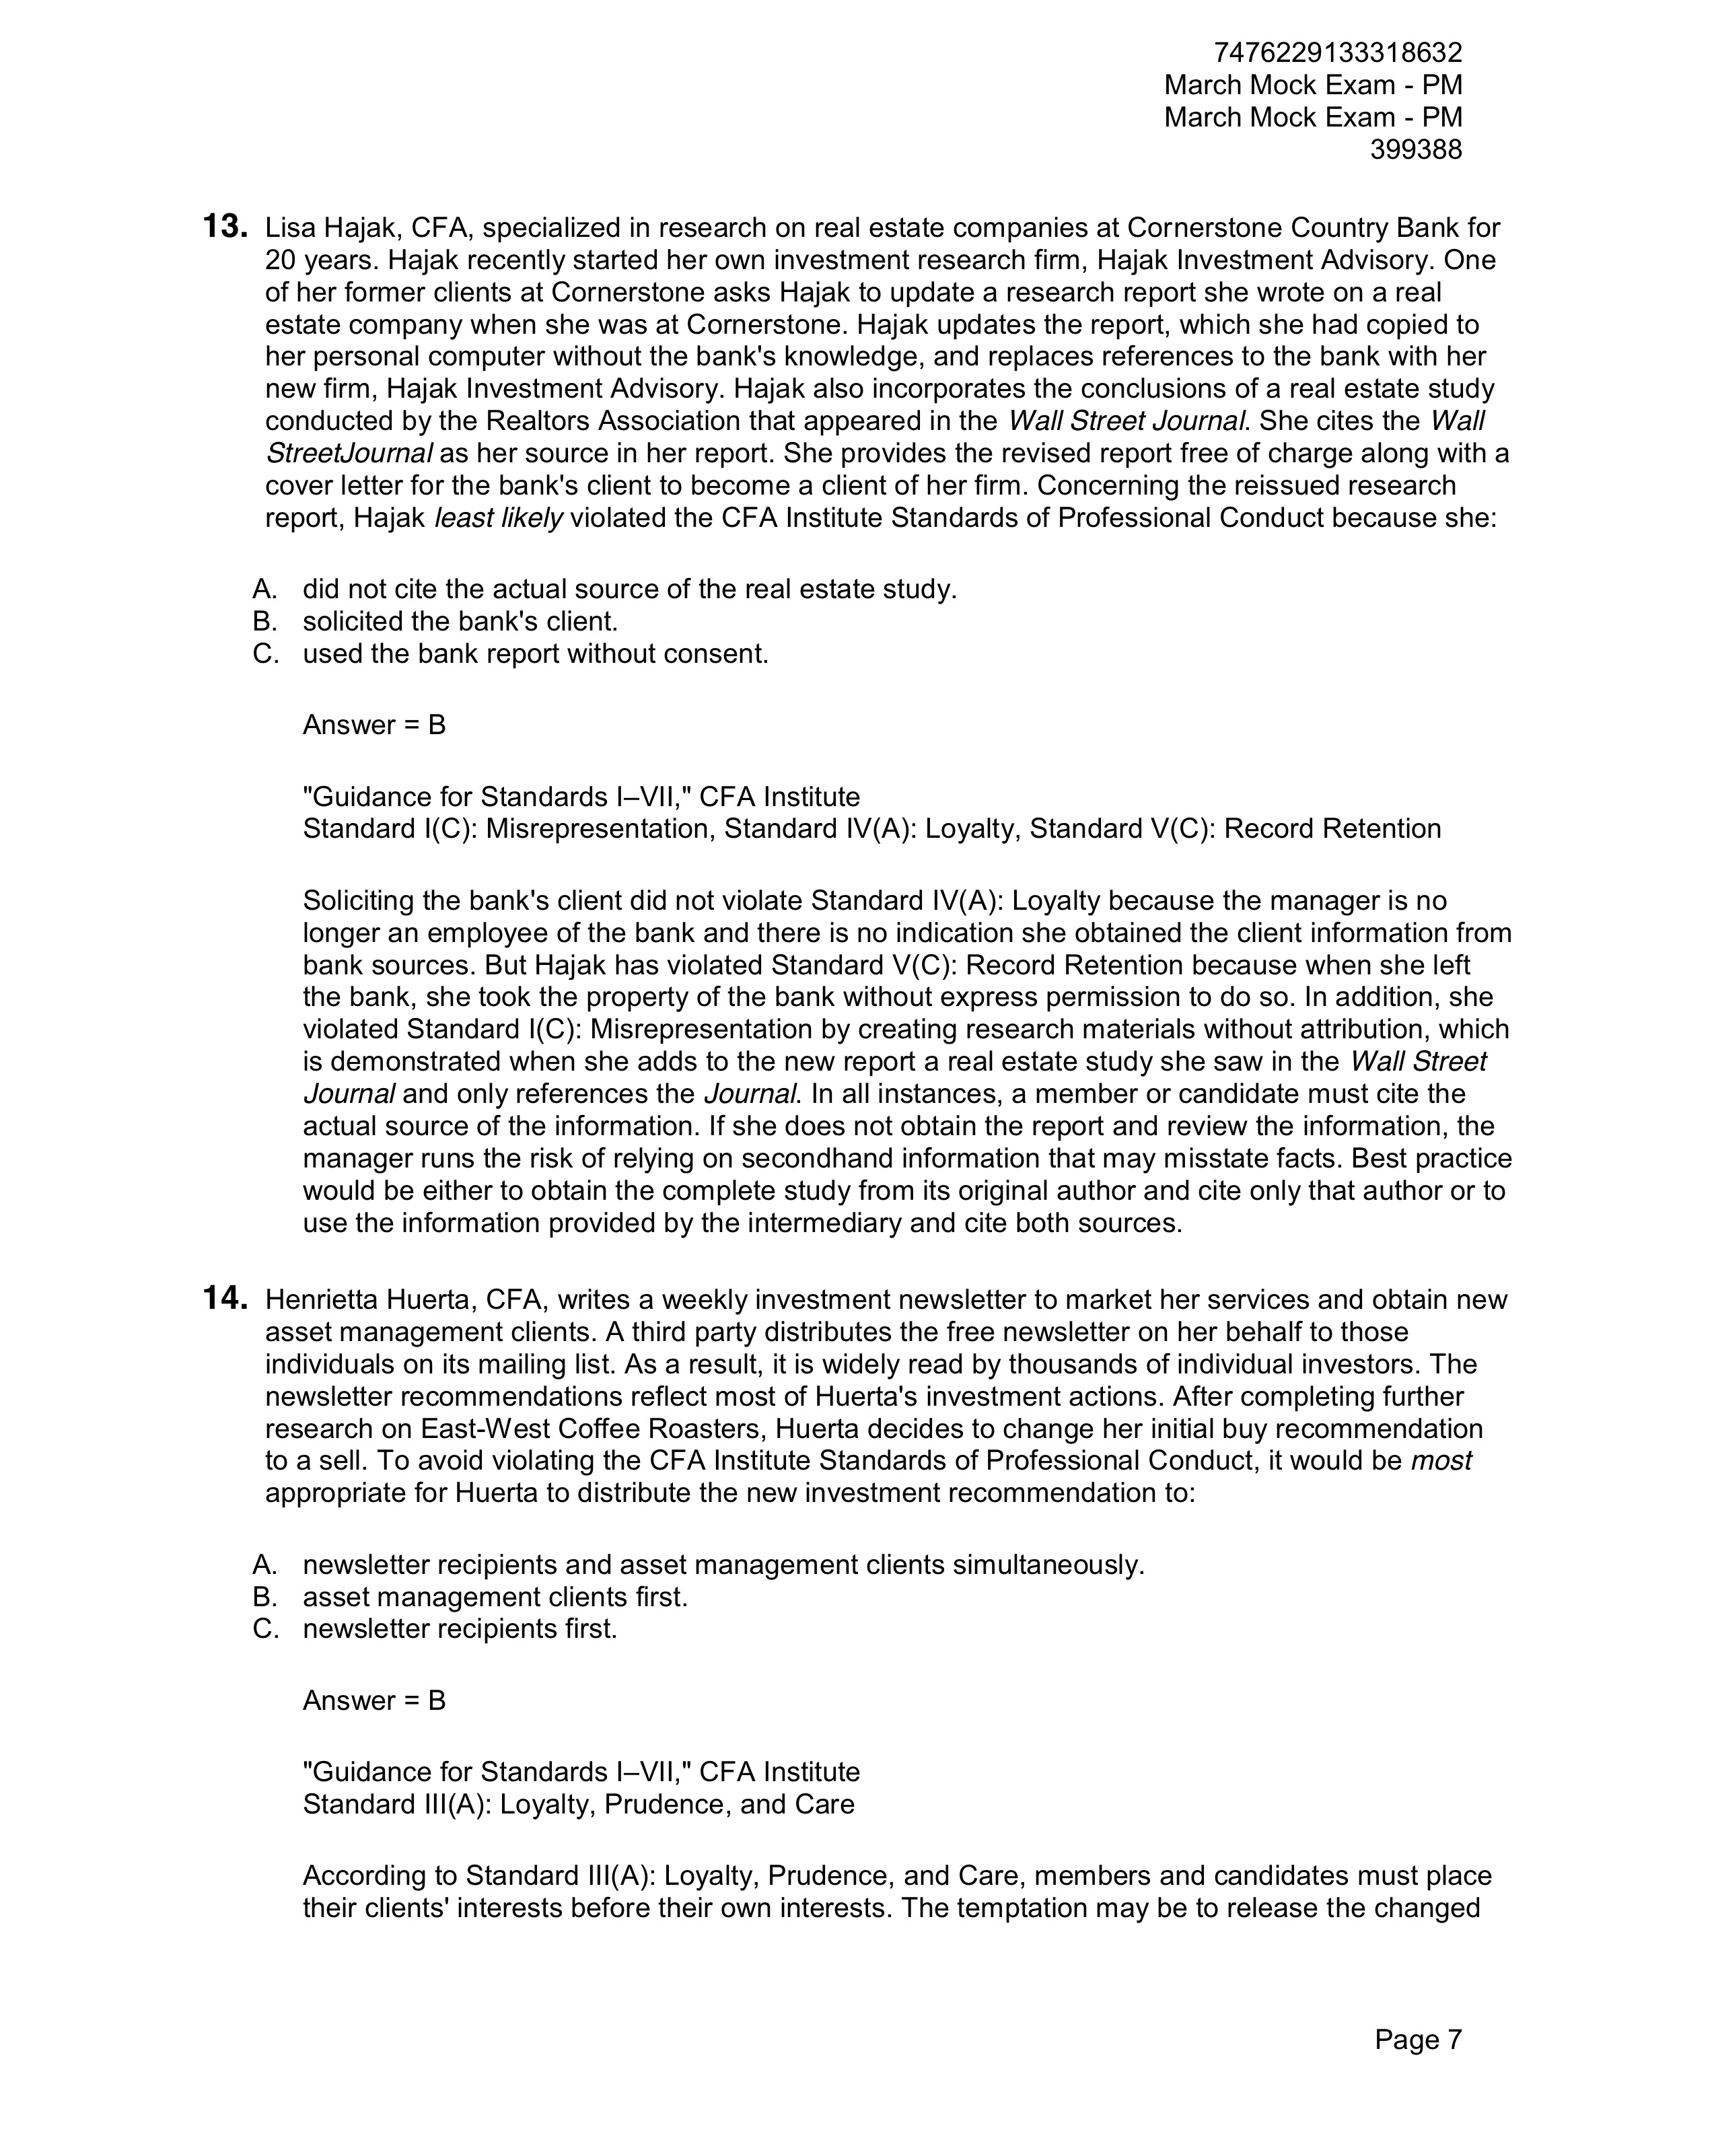 7476229133318632
March Mock Exam - PM
March Mock Exam - PM
399388
13. Lisa Hajak, CFA, specialized in research on real estate companies at Cornerstone Country Bank for
20 years. Hajak recently started her own investment research firm, Hajak Investment Advisory. One
of her former clients at Cornerstone asks Hajak to update a research report she wrote on a real
estate company when she was at Cornerstone. Hajak updates the report, which she had copied to
her personal computer without the bank's knowledge, and replaces references to the bank with her
new firm, Hajak Investment Advisory. Hajak also incorporates the conclusions of a real estate study
conducted by the Realtors Association that appeared in the Wall Street Journal. She cites the Wall
StreetJournal as her source in her report. She provides the revised report free of charge along with a
cover letter for the bank's client to become a client of her firm. Concerning the reissued research
report, Hajak least likely violated the CFA Institute Standards of Professional Conduct because she:
A. did not cite the actual source of the real estate study.
B. solicited the bank's client.
C. used the bank report without consent.
Answer = B
"Guidance for Standards I–VII," CFA Institute
Standard I(C): Misrepresentation, Standard IV(A): Loyalty, Standard V(C): Record Retention
Soliciting the bank's client did not violate Standard IV(A): Loyalty because the manager is no
longer an employee of the bank and there is no indication she obtained the client information from
bank sources. But Hajak has violated Standard V(C): Record Retention because when she left
the bank, she took the property of the bank without express permission to do so. In addition, she
violated Standard I(C): Misrepresentation by creating research materials without attribution, which
is demonstrated when she adds to the new report a real estate study she saw in the Wall Street
Journal and only references the Journal. In all instances, a member or candidate must cite the
actual source of the information. If she does not obtain the report and review the information, the
manager runs the risk of relying on secondhand information that may misstate facts. Best practice
would be either to obtain the complete study from its original author and cite only that author or to
use the information provided by the intermediary and cite both sources.
14. Henrietta Huerta, CFA, writes a weekly investment newsletter to market her services and obtain new
asset management clients. A third party distributes the free newsletter on her behalf to those
individuals on its mailing list. As a result, it is widely read by thousands of individual investors. The
newsletter recommendations reflect most of Huerta's investment actions. After completing further
research on East-West Coffee Roasters, Huerta decides to change her initial buy recommendation
to a sell. To avoid violating the CFA Institute Standards of Professional Conduct, it would be most
appropriate for Huerta to distribute the new investment recommendation to:
A. newsletter recipients and asset management clients simultaneously.
B. asset management clients first.
C. newsletter recipients first.
Answer = B
"Guidance for Standards I–VII," CFA Institute
Standard III(A): Loyalty, Prudence, and Care
According to Standard III(A): Loyalty, Prudence, and Care, members and candidates must place
their clients' interests before their own interests. The temptation may be to release the changed
Page 7